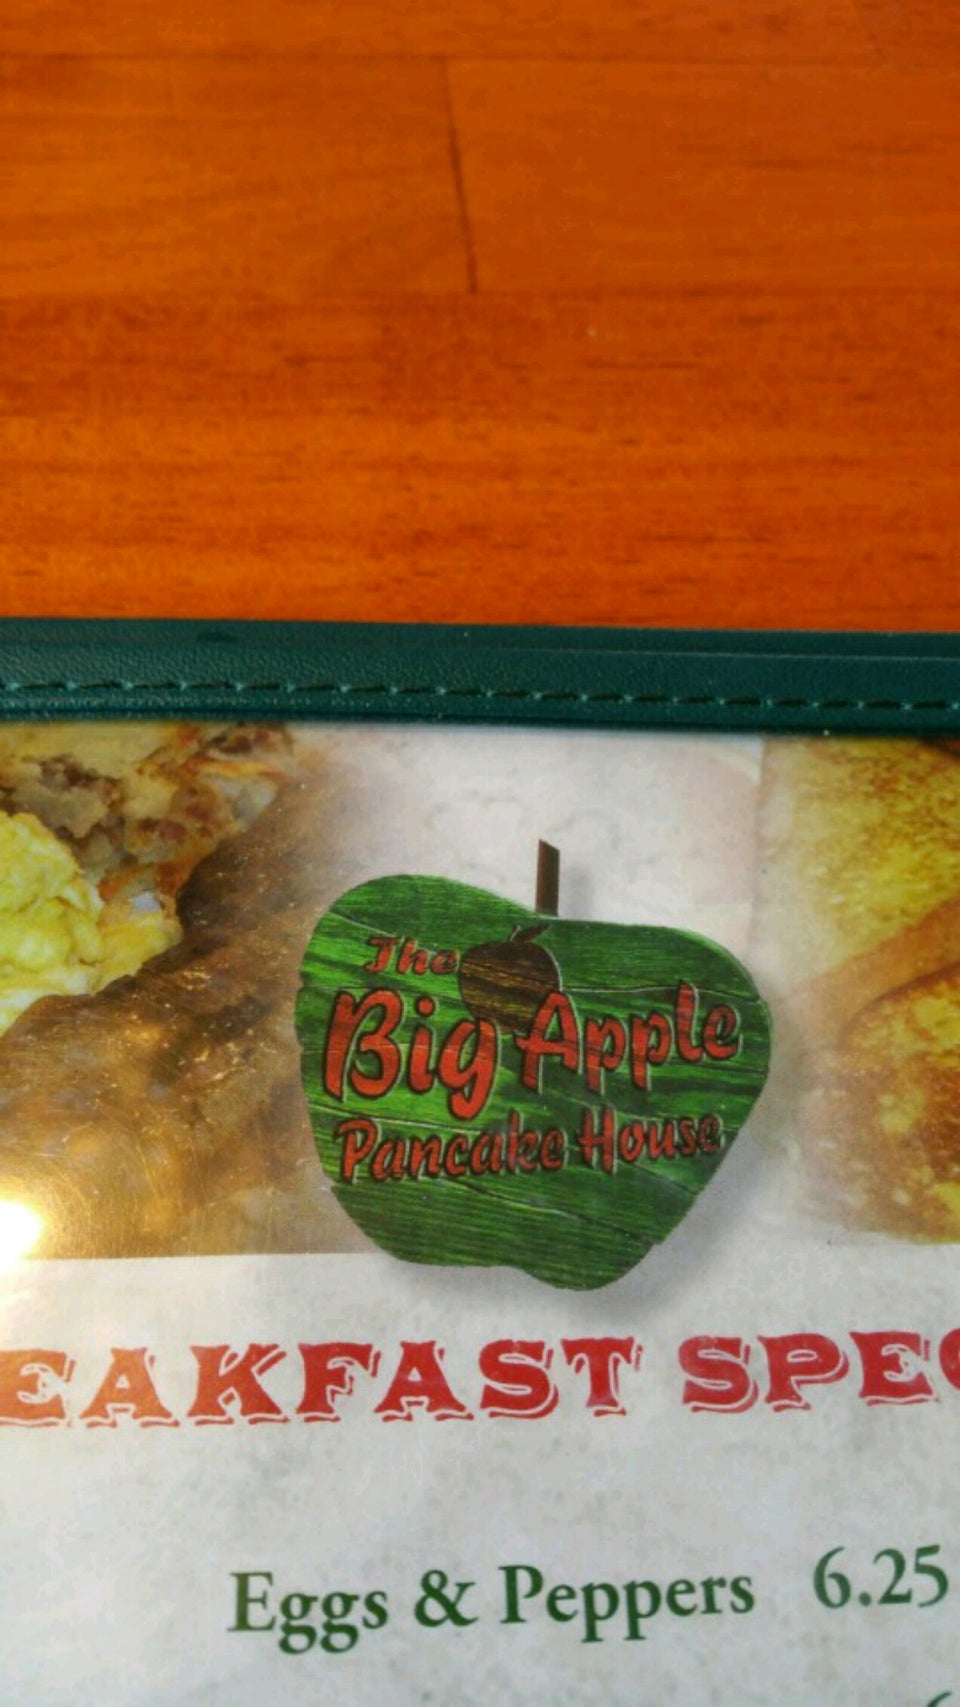 The
Big Apple
Pancake House
EAKFAST SPEC
Eggs & Peppers 6.25